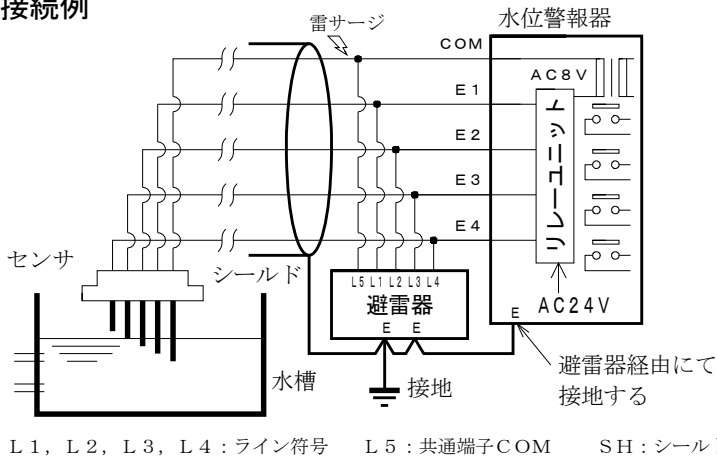 接続例
雷サージ
水位警報器
COM
AC8V
E1
E2
E3
E4
リレーユニット
センサ
シールド
L5 L1 L2 L3 L4
避雷器
E E
E
AC24V
水槽
接地
避雷器経由にて
接地する
L1，L2，L3，L4：ライン符号 L5：共通端子COM SH：シール